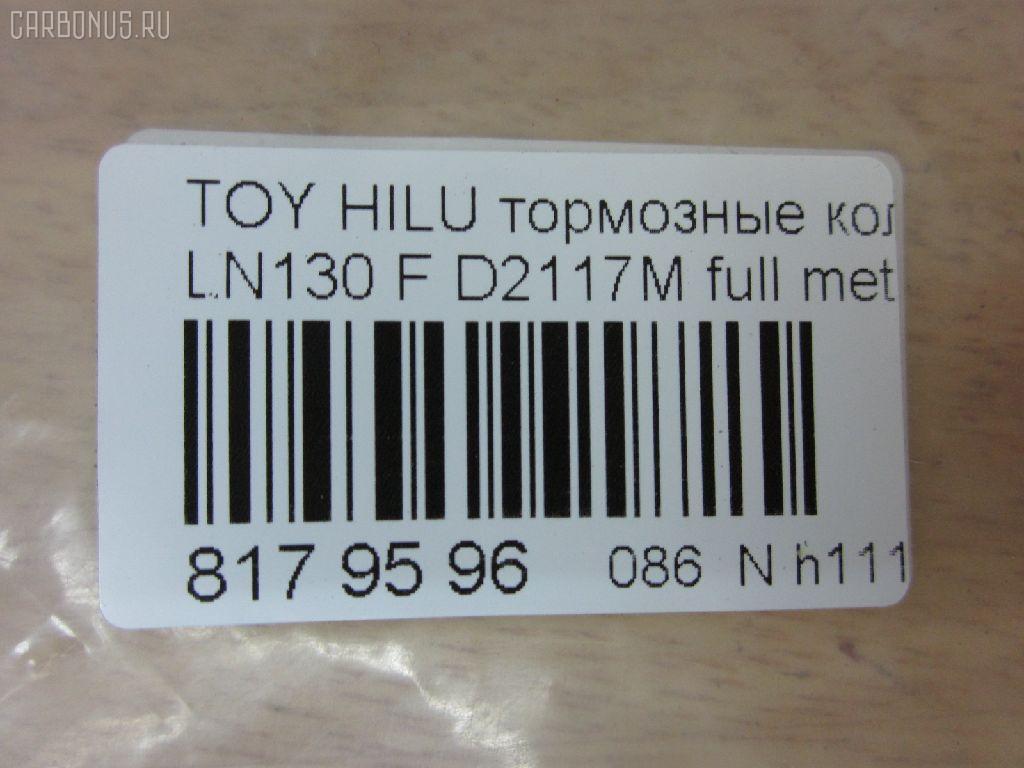 CARBONUS.RU
TOY HILU тормозные кол
LN130 F D2117M full met
817 95 96 086 N h111